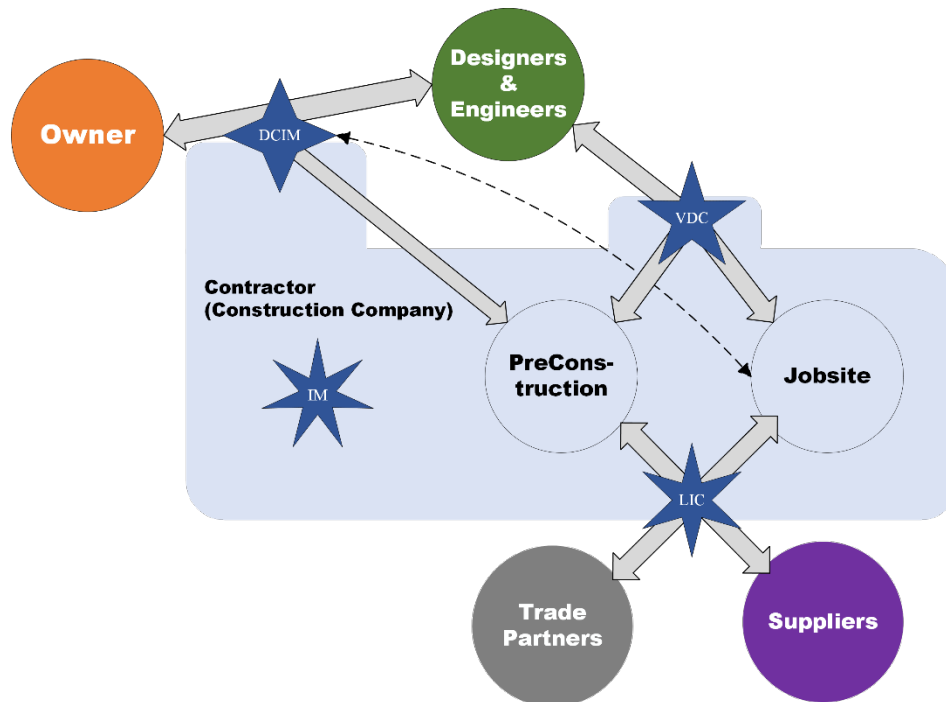 Designers
&
Engineers
Owner
DCIM
VDC
Contractor
(Construction Company)
PreCons-
truction
Jobsite
IM
LIC
Trade
Partners
Suppliers